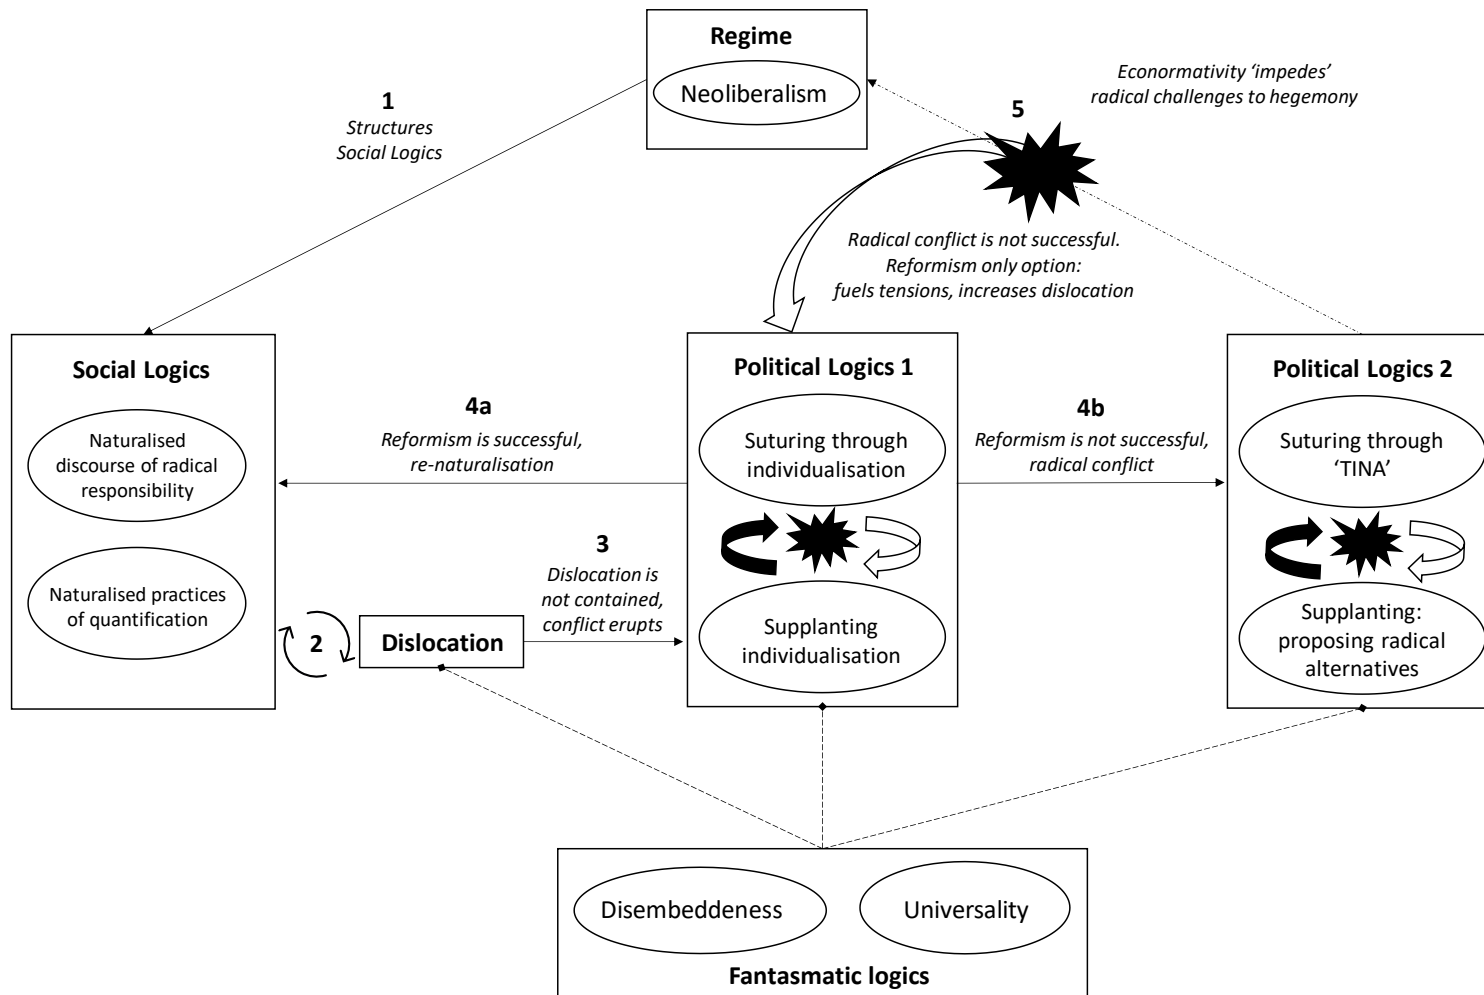 Regime
Neoliberalism
1
Structures
Social Logics
5
Econormativity ‘impedes’
radical challenges to hegemony
Radical conflict is not successful.
Reformism only option:
fuels tensions, increases dislocation
Social Logics
Naturalised
discourse of radical
responsibility
Naturalised practices
of quantification
4a
Reformism is successful,
re-naturalisation
2
Dislocation
3
Dislocation is
not contained,
conflict erupts
Political Logics 1
Suturing through
individualisation
Supplanting
individualisation
4b
Reformism is not successful,
radical conflict
Political Logics 2
Suturing through
‘TINA’
Supplanting:
proposing radical
alternatives
Disembeddeness
Universality
Fantasmatic logics